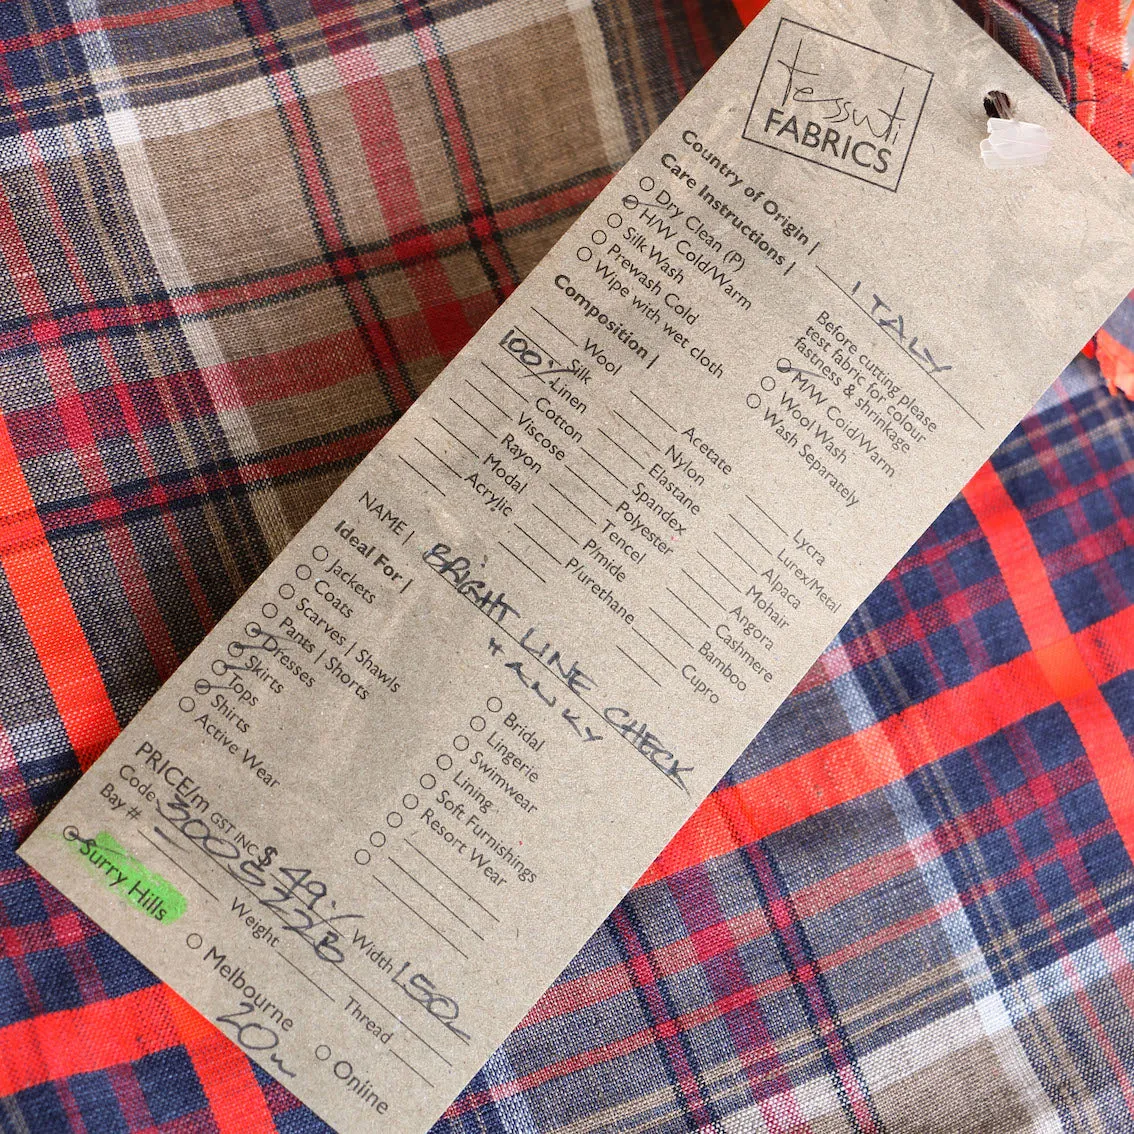 tessuti
FABRICS
Country of Origin | ITALY
Care Instructions |
Dry Clean (P)
H/W Cold/Warm
Silk Wash
Prewash Cold
Wipe with wet cloth
Before cutting please
test fabric for colour
fastness & shrinkage
M/W Cold/Warm
Wool Wash
Wash Separately
Composition |
Wool
Silk
100% Linen
Cotton
Viscose
Rayon
Modal
Acrylic
Acetate
Nylon
Elastane
Spandex
Polyester
Tencel
P/mide
P/urethane
Lycra
Lurex/Metal
Alpaca
Mohair
Angora
Cashmere
Bamboo
Cupro
NAME | BRIGHT LINE CHECK
HANKY
Ideal For |
Jackets
Coats
Scarves | Shawls
Pants | Shorts
Dresses
Skirts
Tops
Shirts
Active Wear
Bridal
Lingerie
Swimwear
Lining
Soft Furnishings
Resort Wear
PRICE/m GST INC $ 49./ Width 150
Code 300822B
Bay #
Weight
Thread
Surry Hills
Melbourne
Online
20m